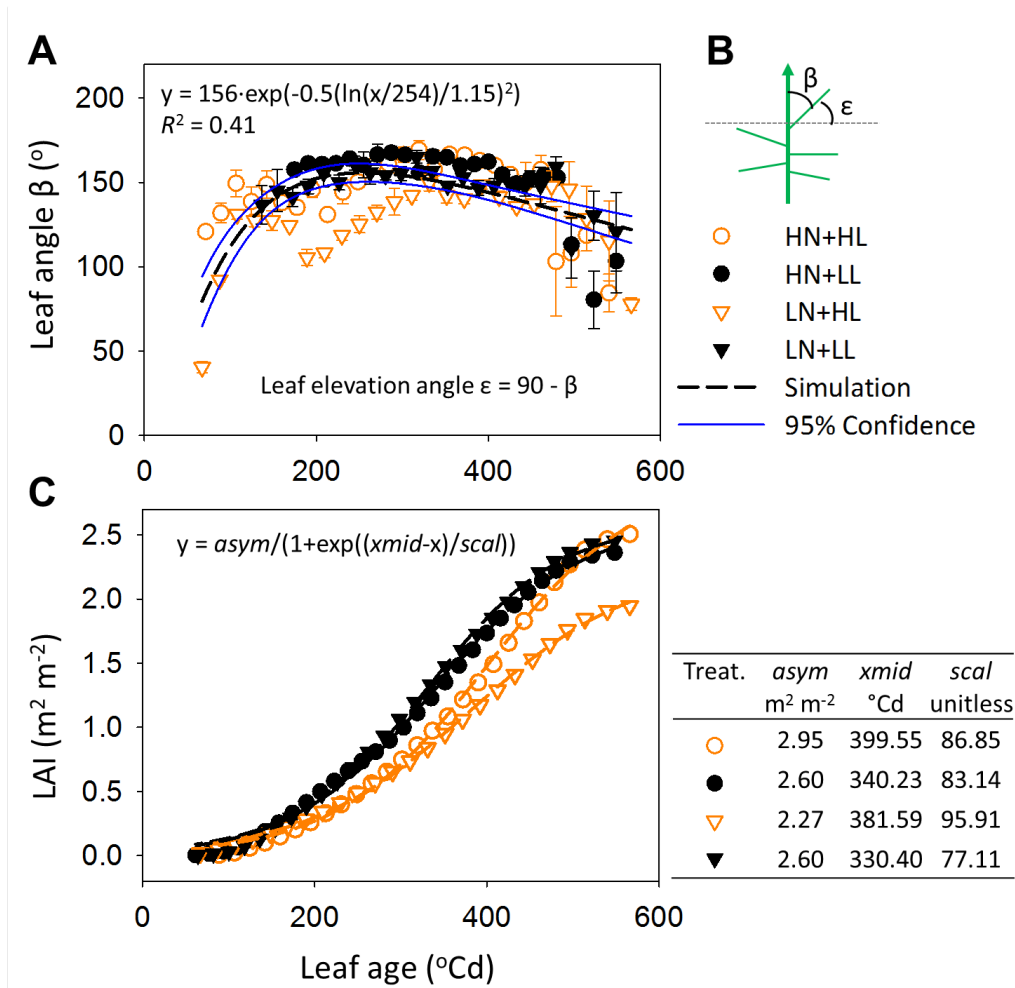 A
y = 156·exp(-0.5(ln(x/254)/1.15)²)
R² = 0.41
200
150
100
50
0
Leaf angle β (°)
Leaf elevation angle ε = 90 - β
0 200 400 600
B
β
ε
HN+HL
HN+LL
LN+HL
LN+LL
Simulation
95% Confidence
C
y = asym/(1+exp((xmid-x)/scal))
2.5
2.0
1.5
1.0
0.5
0.0
LAI (m² m⁻²)
0 200 400 600
Leaf age (°Cd)
Treat. asym xmid scal
m² m⁻² °Cd unitless
2.95 399.55 86.85
2.60 340.23 83.14
2.27 381.59 95.91
2.60 330.40 77.11